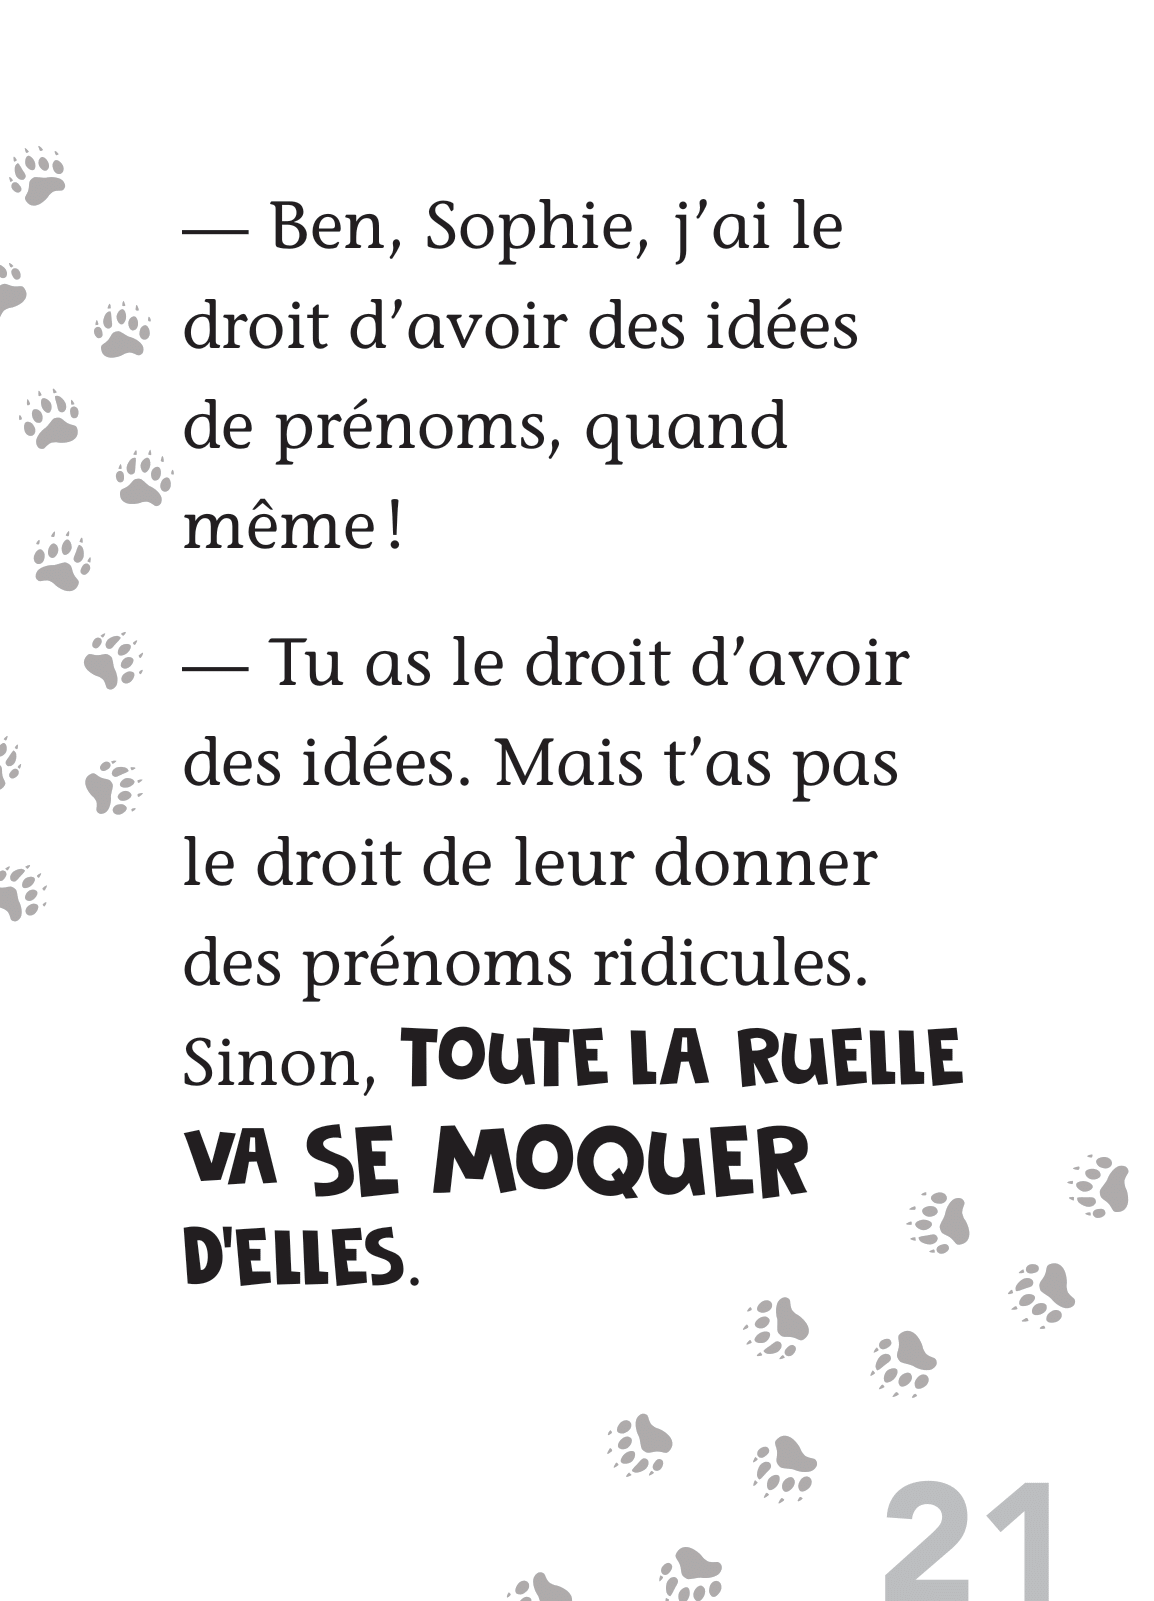 — Ben, Sophie, j’ai le
droit d’avoir des idées
de prénoms, quand
même !
— Tu as le droit d’avoir
des idées. Mais t’as pas
le droit de leur donner
des prénoms ridicules.
Sinon, TOUTE LA RUELLE
VA SE MOQUER
D'ELLES.
21